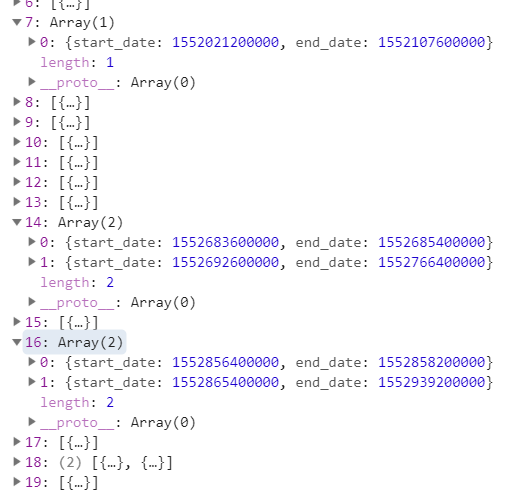 6: [{…}]
▼7: Array(1)
▶0: {start_date: 1552021200000, end_date: 1552107600000}
length: 1
▶__proto__: Array(0)
▶8: [{…}]
▶9: [{…}]
▶10: [{…}]
▶11: [{…}]
▶12: [{…}]
▶13: [{…}]
▼14: Array(2)
▶0: {start_date: 1552683600000, end_date: 1552685400000}
▶1: {start_date: 1552692600000, end_date: 1552766400000}
length: 2
▶__proto__: Array(0)
▶15: [{…}]
▼16: Array(2)
▶0: {start_date: 1552856400000, end_date: 1552858200000}
▶1: {start_date: 1552865400000, end_date: 1552939200000}
length: 2
▶__proto__: Array(0)
▶17: [{…}]
▶18: (2) [{…}, {…}]
▶19: [{…}]